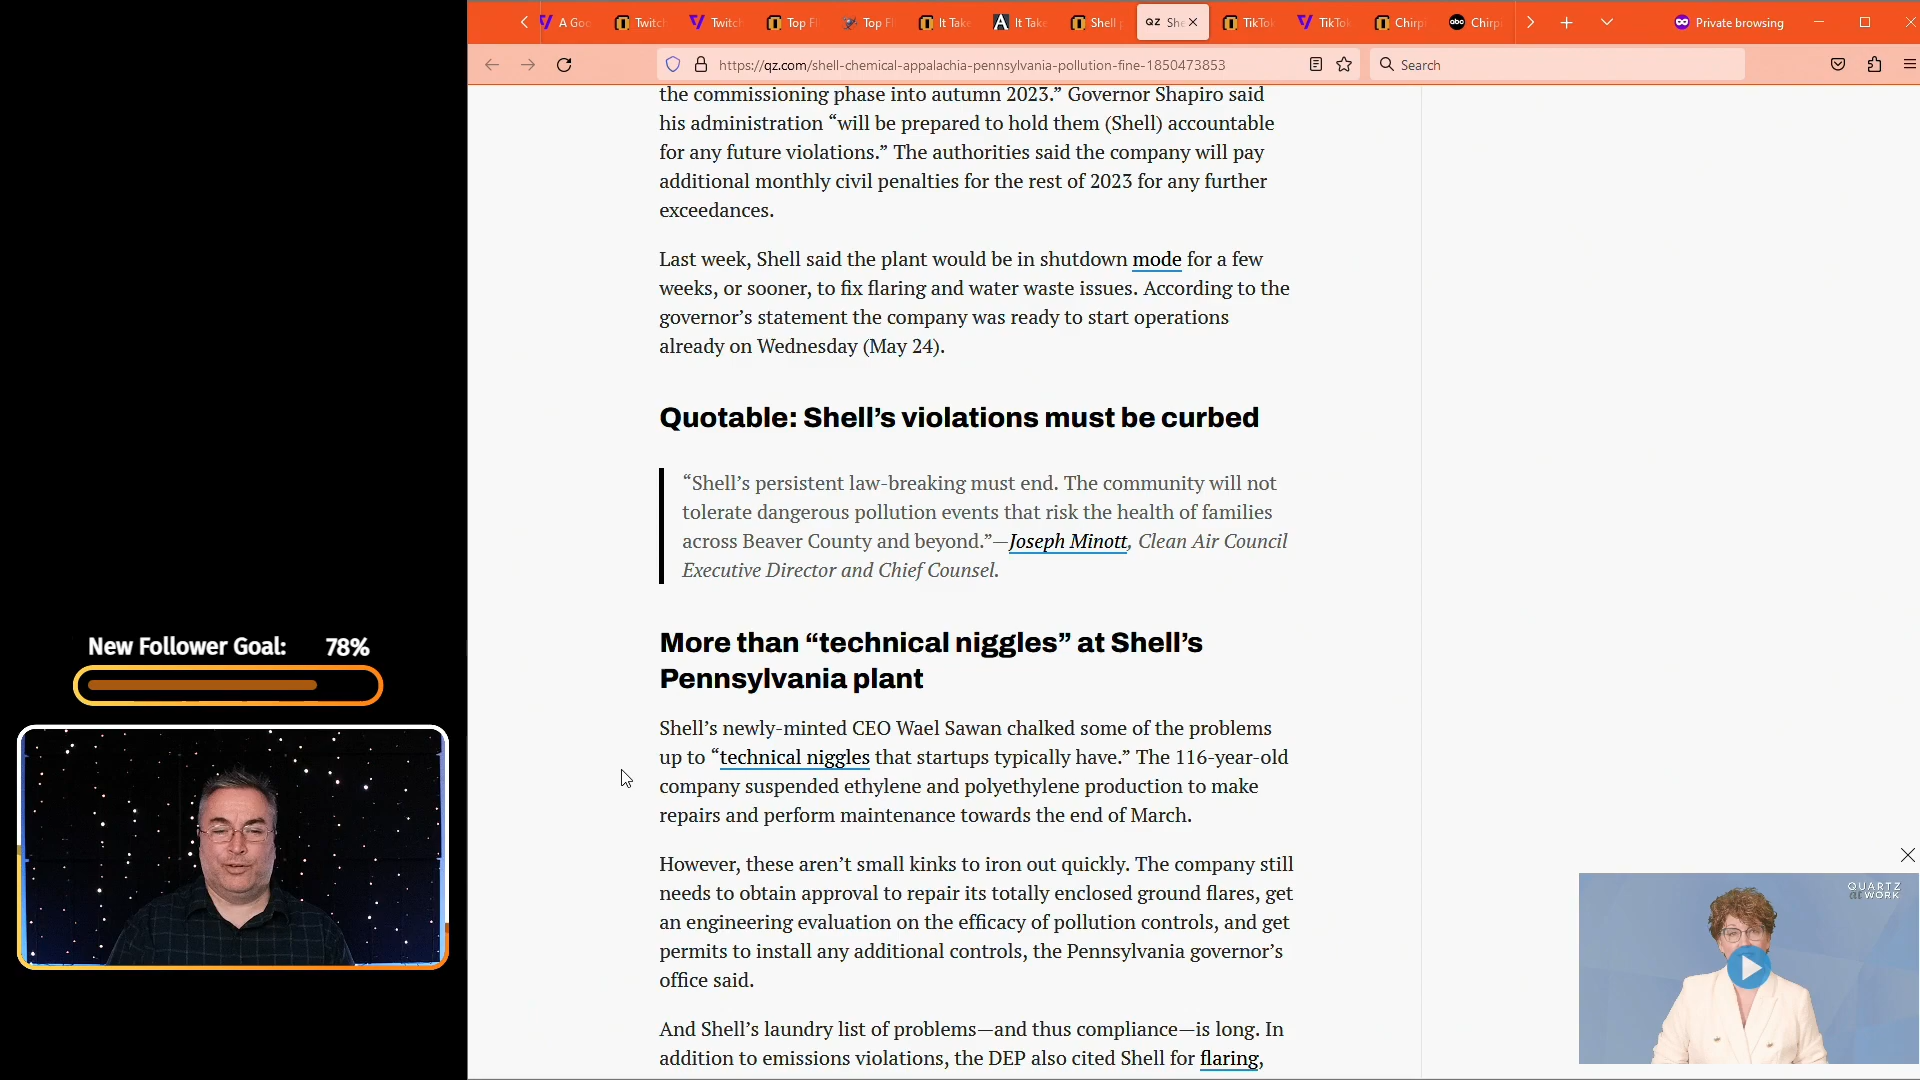 A Goo
Twitch
Twitch
Top Fl
Top Fl
It Take
It Take
Shell p
QZ She
TikTok
TikTok
Chirp
abc Chirpi
Private browsing
https://qz.com/shell-chemical-appalachia-pennsylvania-pollution-fine-1850473853
Search
the commissioning phase into autumn 2023.” Governor Shapiro said
his administration “will be prepared to hold them (Shell) accountable
for any future violations.” The authorities said the company will pay
additional monthly civil penalties for the rest of 2023 for any further
exceedances.
Last week, Shell said the plant would be in shutdown mode for a few
weeks, or sooner, to fix flaring and water waste issues. According to the
governor’s statement the company was ready to start operations
already on Wednesday (May 24).
Quotable: Shell’s violations must be curbed
“Shell’s persistent law-breaking must end. The community will not
tolerate dangerous pollution events that risk the health of families
across Beaver County and beyond.”—Joseph Minott, Clean Air Council
Executive Director and Chief Counsel.
More than “technical niggles” at Shell’s
Pennsylvania plant
Shell’s newly-minted CEO Wael Sawan chalked some of the problems
up to “technical niggles that startups typically have.” The 116-year-old
company suspended ethylene and polyethylene production to make
repairs and perform maintenance towards the end of March.
However, these aren’t small kinks to iron out quickly. The company still
needs to obtain approval to repair its totally enclosed ground flares, get
an engineering evaluation on the efficacy of pollution controls, and get
permits to install any additional controls, the Pennsylvania governor’s
office said.
And Shell’s laundry list of problems—and thus compliance—is long. In
addition to emissions violations, the DEP also cited Shell for flaring,
New Follower Goal: 78%
QUARTZ
at WORK